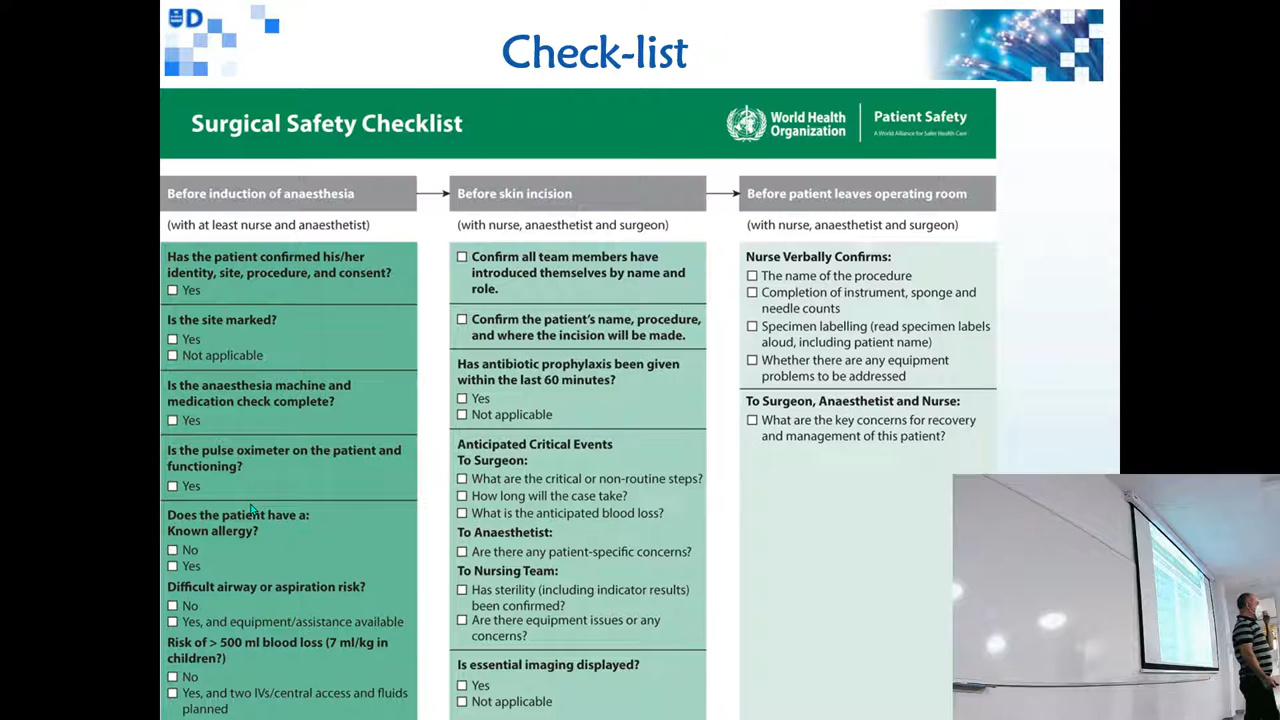 UD
Check-list
Surgical Safety Checklist
World Health
Organization
Patient Safety
A World Alliance for Safer Health Care
Before induction of anaesthesia
(with at least nurse and anaesthetist)
Has the patient confirmed his/her
identity, site, procedure, and consent?
Yes
Is the site marked?
Yes
Not applicable
Is the anaesthesia machine and
medication check complete?
Yes
Is the pulse oximeter on the patient and
functioning?
Yes
Does the patient have a:
Known allergy?
No
Yes
Difficult airway or aspiration risk?
No
Yes, and equipment/assistance available
Risk of > 500 ml blood loss (7 ml/kg in
children?)
No
Yes, and two IVs/central access and fluids
planned
Before skin incision
(with nurse, anaesthetist and surgeon)
Confirm all team members have
introduced themselves by name and
role.
Confirm the patient's name, procedure,
and where the incision will be made.
Has antibiotic prophylaxis been given
within the last 60 minutes?
Yes
Not applicable
Anticipated Critical Events
To Surgeon:
What are the critical or non-routine steps?
How long will the case take?
What is the anticipated blood loss?
To Anaesthetist:
Are there any patient-specific concerns?
To Nursing Team:
Has sterility (including indicator results)
been confirmed?
Are there equipment issues or any
concerns?
Is essential imaging displayed?
Yes
Not applicable
Before patient leaves operating room
(with nurse, anaesthetist and surgeon)
Nurse Verbally Confirms:
The name of the procedure
Completion of instrument, sponge and
needle counts
Specimen labelling (read specimen labels
aloud, including patient name)
Whether there are any equipment
problems to be addressed
To Surgeon, Anaesthetist and Nurse:
What are the key concerns for recovery
and management of this patient?